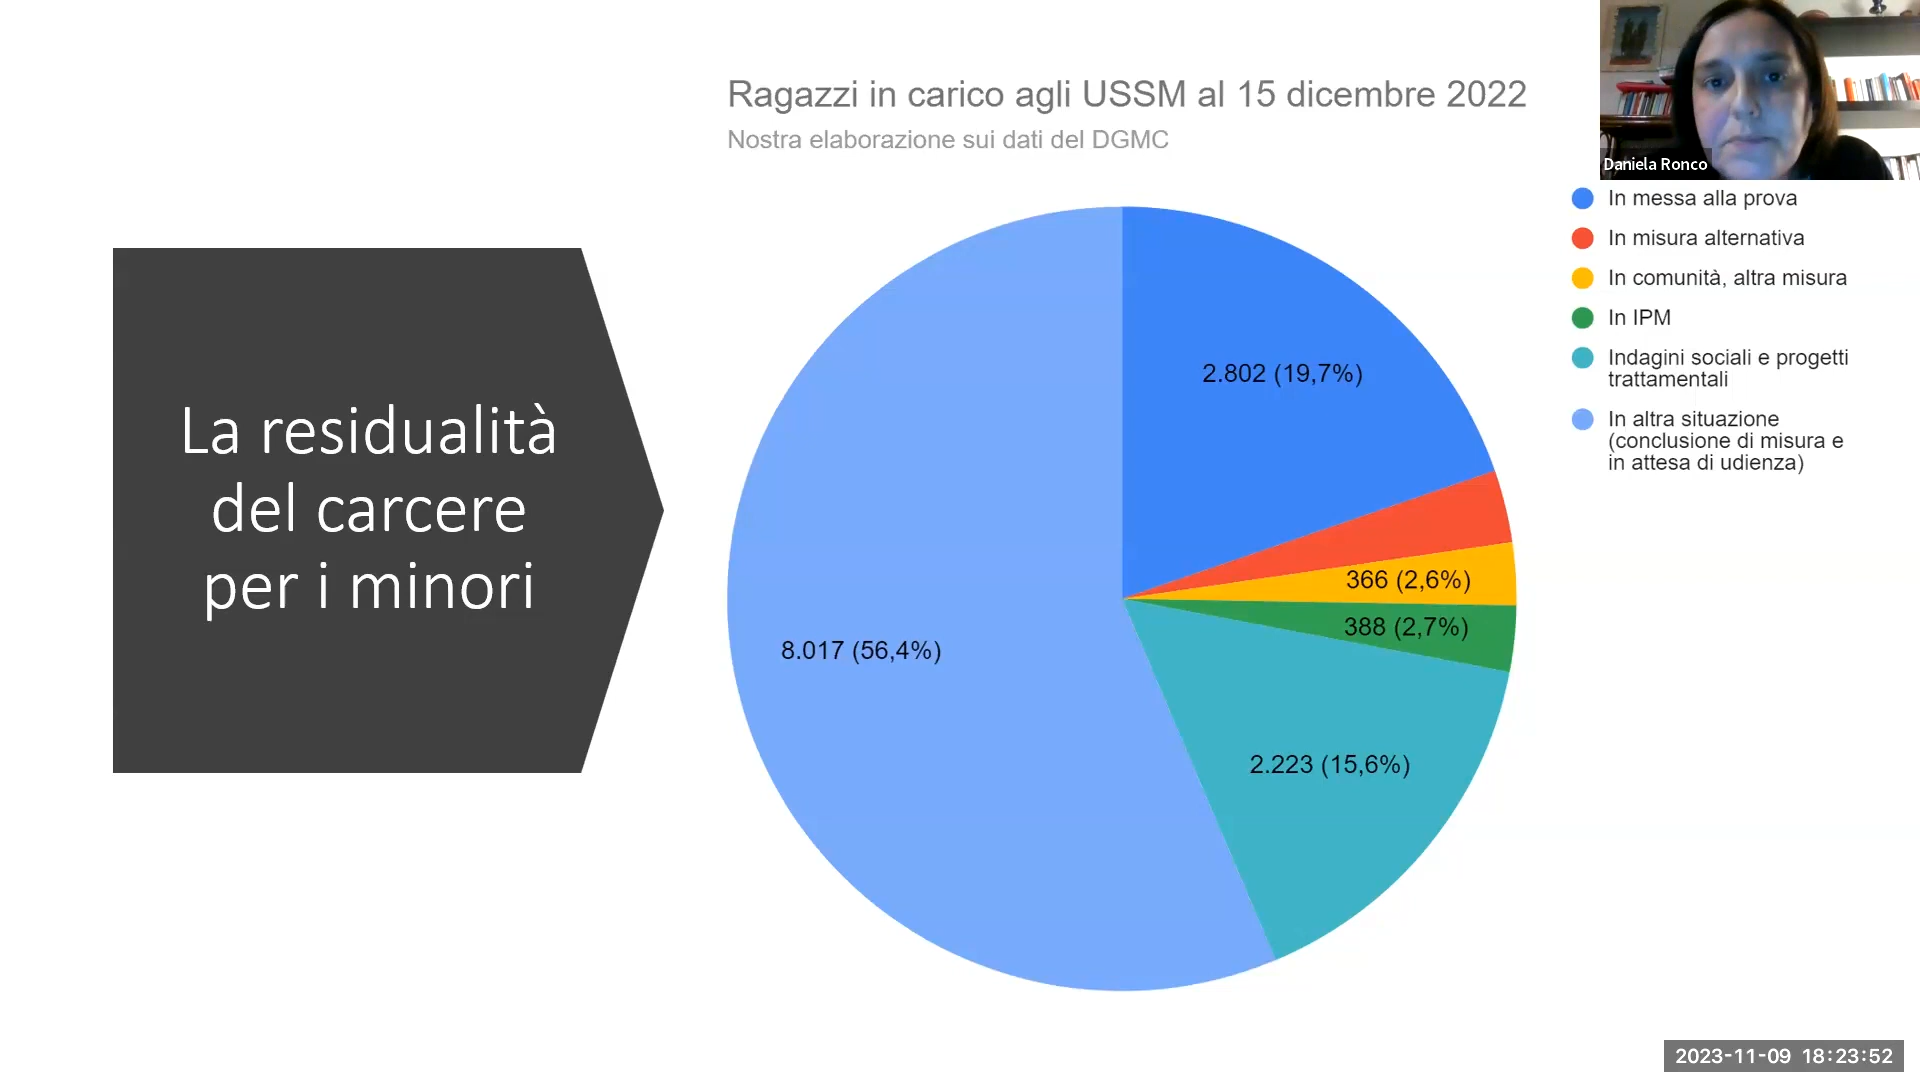 Ragazzi in carico agli USSM al 15 dicembre 2022
Nostra elaborazione sui dati del DGMC
Daniela Ronco
In messa alla prova
In misura alternativa
In comunità, altra misura
In IPM
Indagini sociali e progetti
trattamentali
In altra situazione
(conclusione di misura e
in attesa di udienza)
La residualità
del carcere
per i minori
2.802 (19,7%)
366 (2,6%)
388 (2,7%)
8.017 (56,4%)
2.223 (15,6%)
2023-11-09 18:23:52